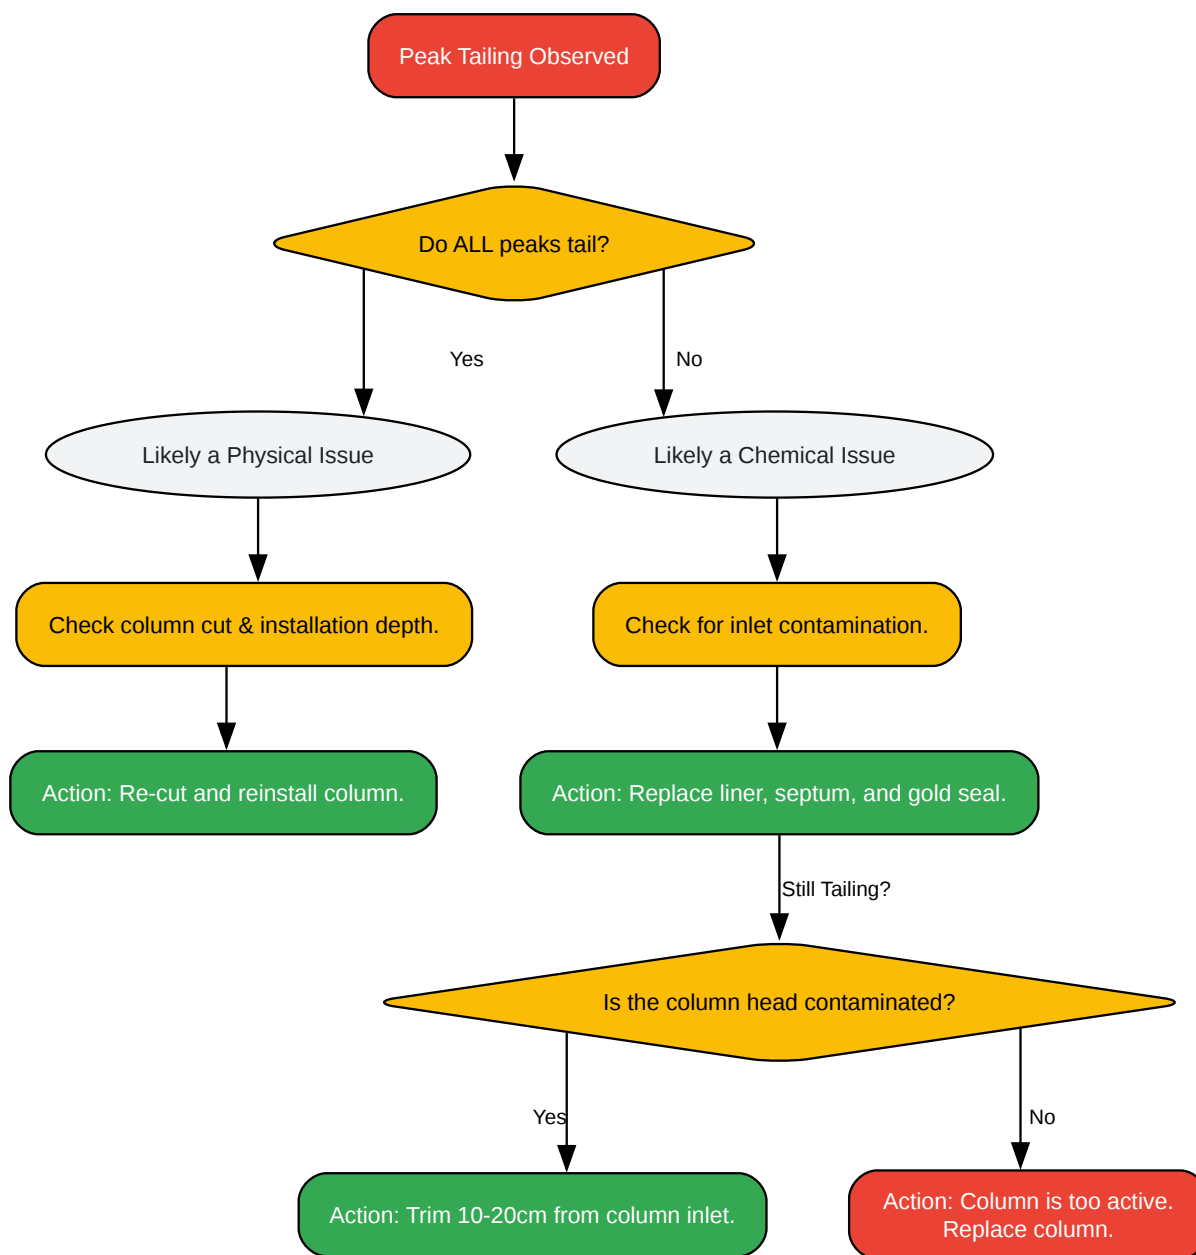 Peak Tailing Observed
Do ALL peaks tail?
Yes
No
Likely a Physical Issue
Likely a Chemical Issue
Check column cut & installation depth.
Check for inlet contamination.
Action: Re-cut and reinstall column.
Action: Replace liner, septum, and gold seal.
Still Tailing?
Is the column head contaminated?
Yes
No
Action: Trim 10-20cm from column inlet.
Action: Column is too active.
Replace column.